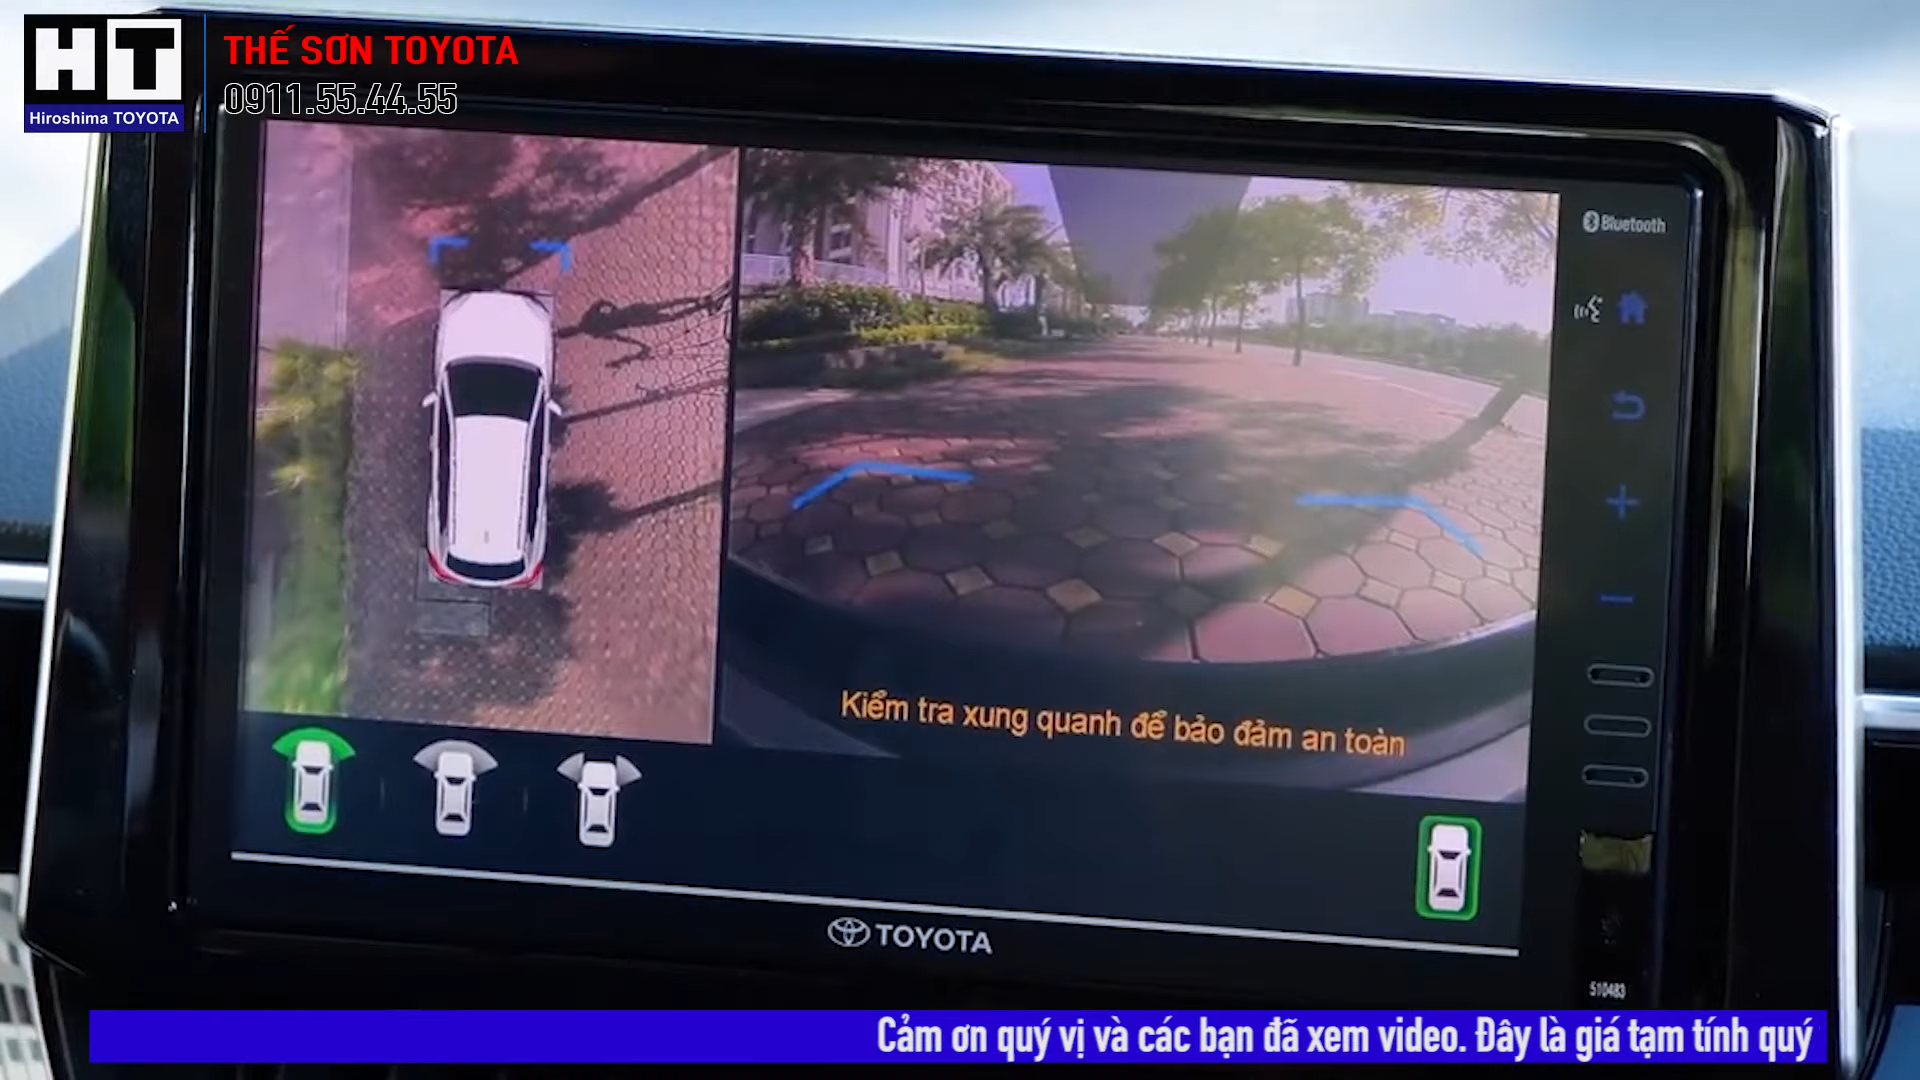 HT
Hiroshima TOYOTA
THẾ SƠN TOYOTA
0911.55.44.55
Bluetooth
Kiểm tra xung quanh để bảo đảm an toàn
TOYOTA
510483
Cảm ơn quý vị và các bạn đã xem video. Đây là giá tạm tính quý